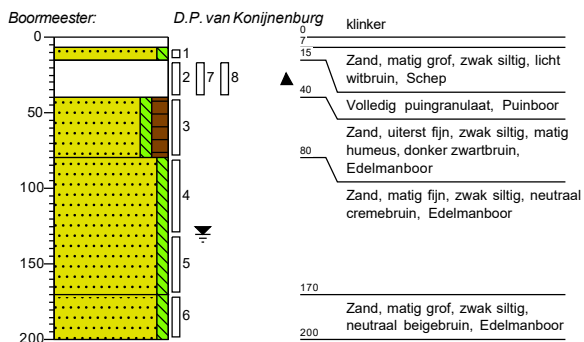 Boormeester: D.P. van Konijnenburg
0
50
100
150
200
1
2 7 8
3
4
5
6
0
klinker
7
15
Zand, matig grof, zwak siltig, licht
witbruin, Schep
40
Volledig puingranulaat, Puinboor
Zand, uiterst fijn, zwak siltig, matig
humeus, donker zwartbruin,
Edelmanboor
80
Zand, matig fijn, zwak siltig, neutraal
cremebruin, Edelmanboor
170
Zand, matig grof, zwak siltig,
neutraal beigebruin, Edelmanboor
200